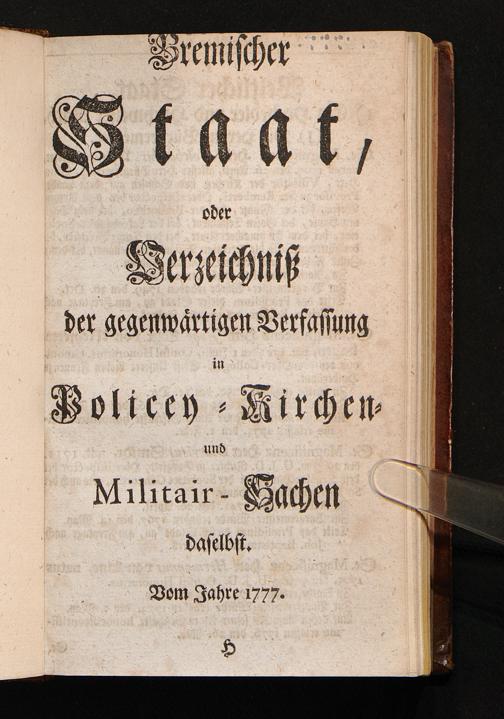 Bremischer
Staat,
oder
Verzeichniß
der gegenwärtigen Verfassung
in
Policey-Kirchen-
und
Militair-Sachen
daselbst.
Vom Jahre 1777.
H